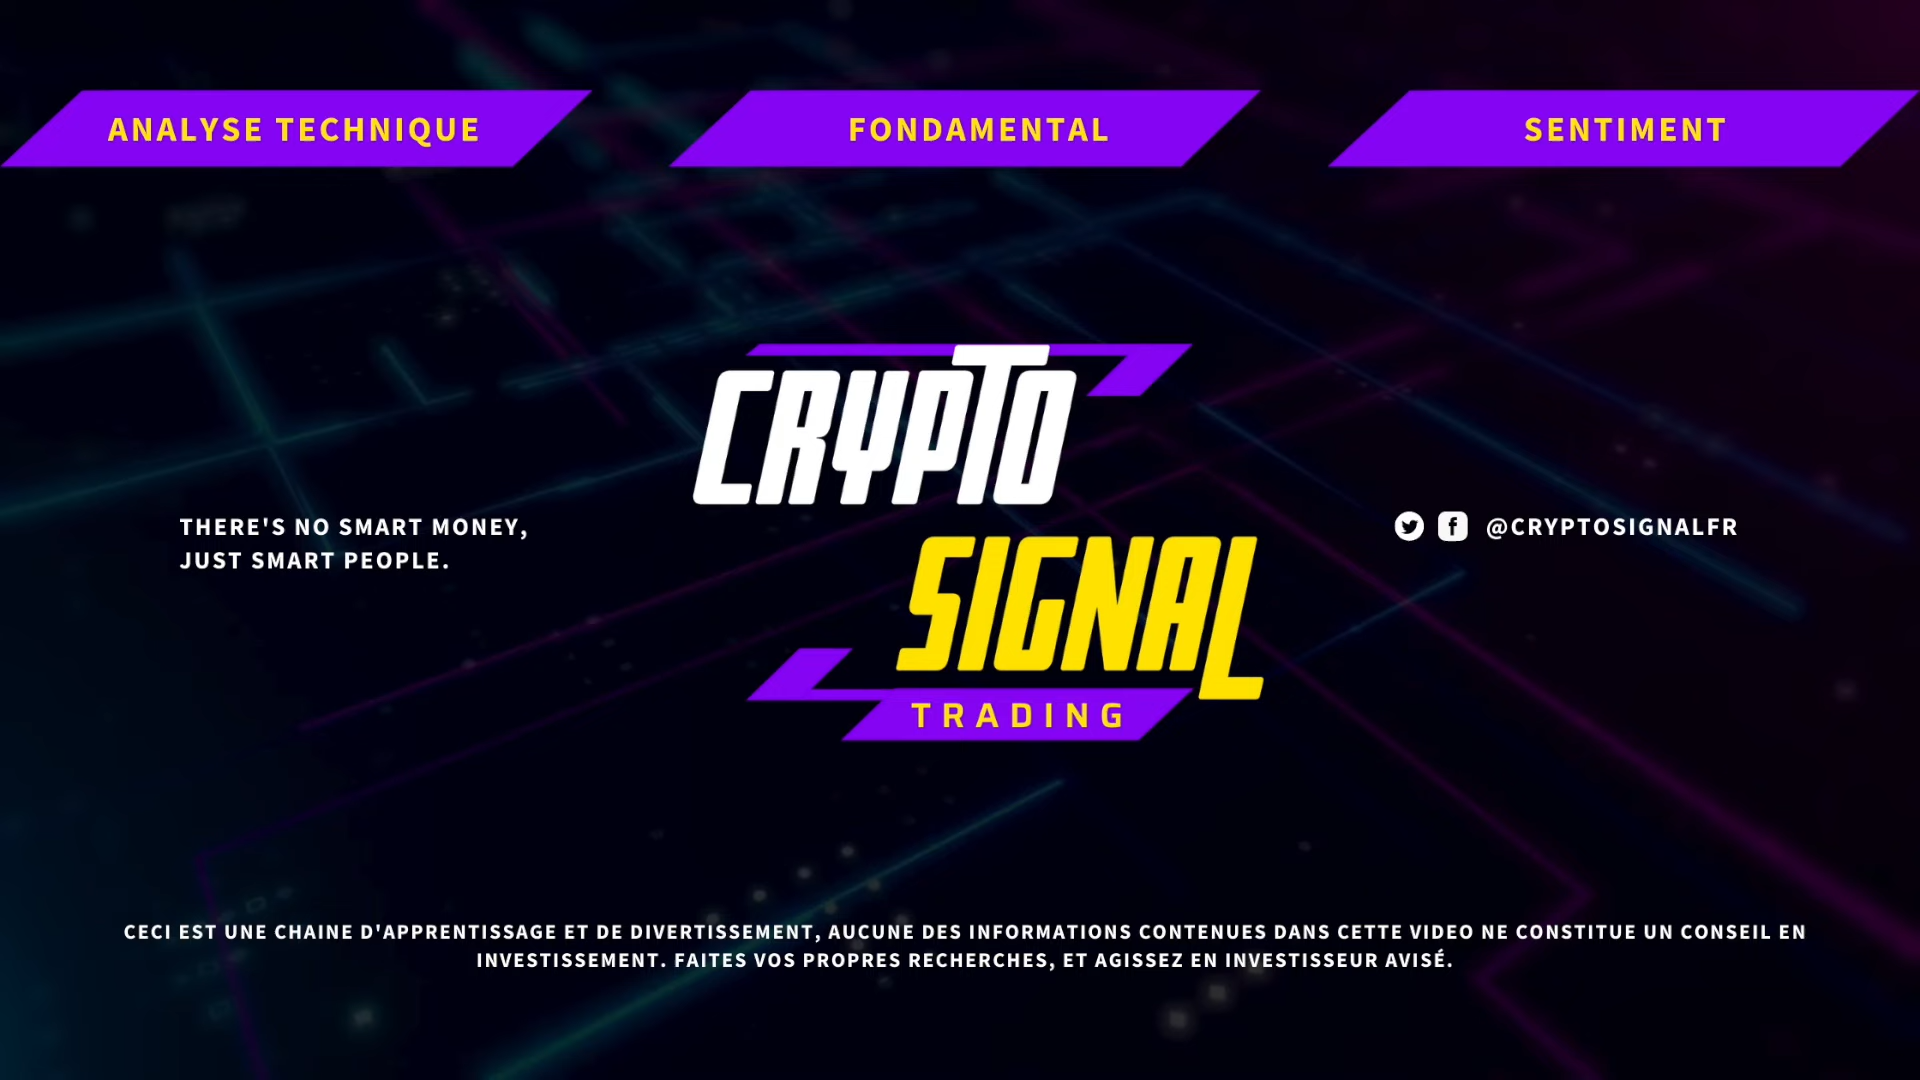 ANALYSE TECHNIQUE
FONDAMENTAL
SENTIMENT
CRYPTO
SIGNAL
TRADING
THERE'S NO SMART MONEY,
JUST SMART PEOPLE.
@CRYPTOSIGNALFR
CECI EST UNE CHAINE D'APPRENTISSAGE ET DE DIVERTISSEMENT, AUCUNE DES INFORMATIONS CONTENUES DANS CETTE VIDEO NE CONSTITUE UN CONSEIL EN
INVESTISSEMENT. FAITES VOS PROPRES RECHERCHES, ET AGISSEZ EN INVESTISSEUR AVISÉ.